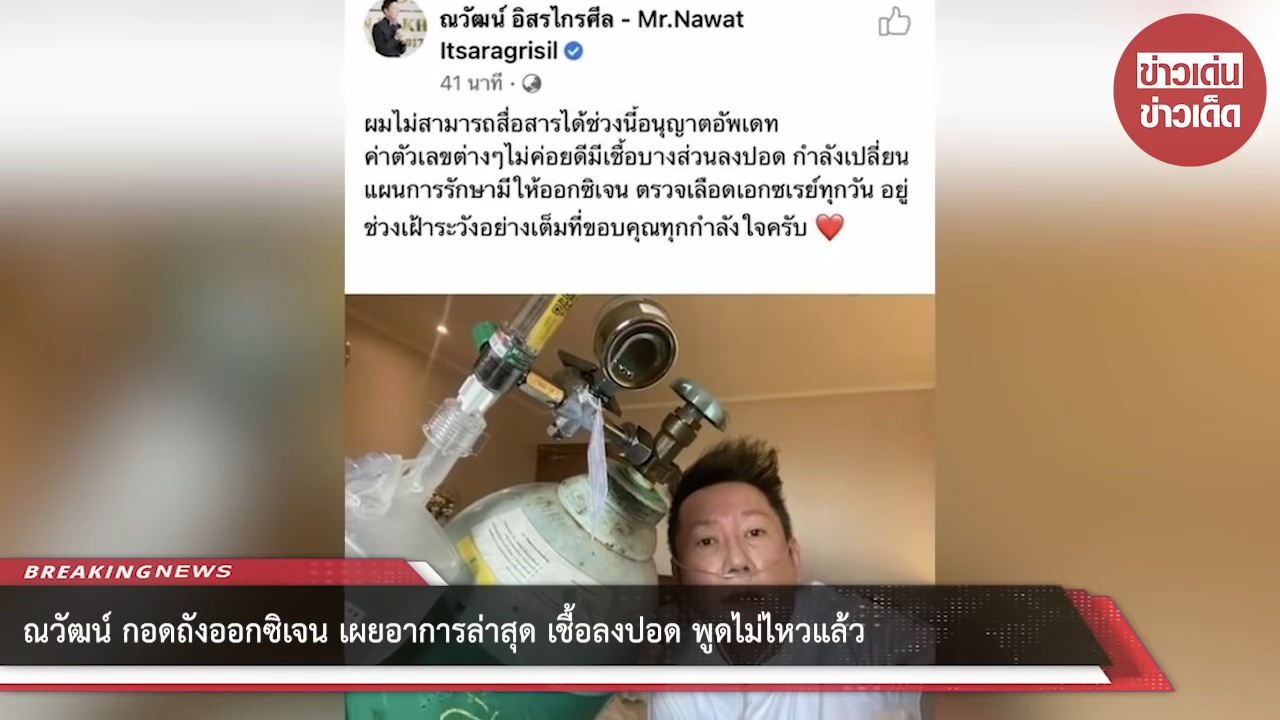 ณวัฒน์ อิสรไกรศีล - Mr.Nawat
Itsaragrisil
41 นาที ·
ผมไม่สามารถสื่อสารได้ช่วงนี้อนุญาตอัพเดท
ค่าตัวเลขต่างๆไม่ค่อยดีมีเชื้อบางส่วนลงปอด กำลังเปลี่ยน
แผนการรักษามีให้ออกซิเจน ตรวจเลือดเอกซเรย์ทุกวัน อยู่
ช่วงเฝ้าระวังอย่างเต็มที่ขอบคุณทุกกำลังใจครับ ❤️
ข่าวเด่น
ข่าวเด็ด
BREAKING NEWS
ณวัฒน์ กอดถังออกซิเจน เผยอาการล่าสุด เชื้อลงปอด พูดไม่ไหวแล้ว